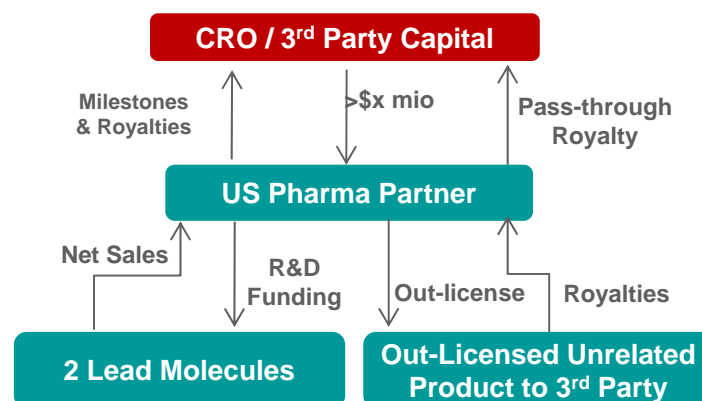 CRO / 3rd Party Capital
Milestones
& Royalties
>$x mio
Pass-through
Royalty
US Pharma Partner
Net Sales
R&D
Funding
Out-license
Royalties
2 Lead Molecules
Out-Licensed Unrelated
Product to 3rd Party